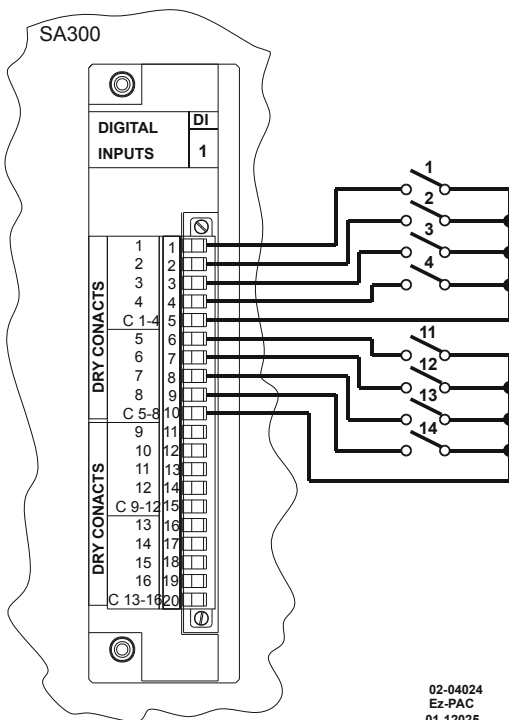 SA300
DIGITAL DI
INPUTS 1
DRY CONACTS
1 1
2 2
3 3
4 4
C 1-4 5
5 6
6 7
7 8
8 9
C 5-8 10
DRY CONACTS
9 11
10 12
11 13
12 14
C 9-12 15
13 16
14 17
15 18
16 19
C 13-16 20
1
2
3
4
11
12
13
14
02-04024
Ez-PAC
01-12025